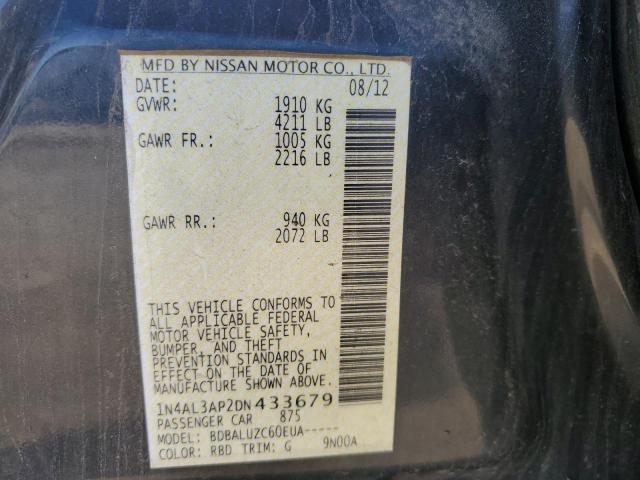 MFD BY NISSAN MOTOR CO., LTD.
DATE: 08/12
GVWR: 1910 KG
4211 LB
GAWR FR.: 1005 KG
2216 LB
GAWR RR.: 940 KG
2072 LB
THIS VEHICLE CONFORMS TO
ALL APPLICABLE FEDERAL
MOTOR VEHICLE SAFETY,
BUMPER, AND THEFT
PREVENTION STANDARDS IN
EFFECT ON THE DATE OF
MANUFACTURE SHOWN ABOVE.
1N4AL3AP2DN433679
PASSENGER CAR 875
MODEL: BDBALUZC60EUA-----
COLOR: RBD TRIM: G 9N00A